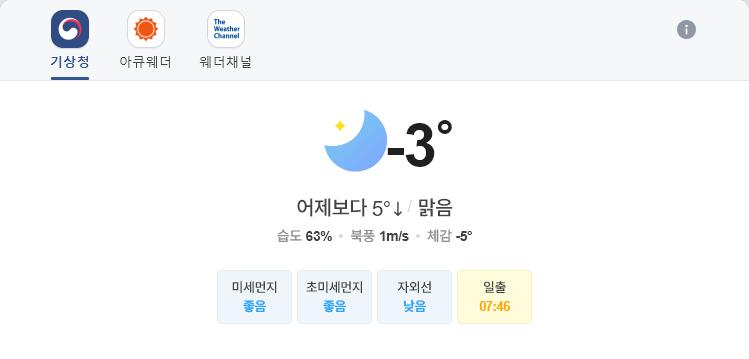 The
Weather
Channel
기상청 아큐웨더 웨더채널
-3°
어제보다 5°↓ / 맑음
습도 63% • 북풍 1m/s • 체감 -5°
미세먼지 초미세먼지 자외선 일출
좋음 좋음 낮음 07:46